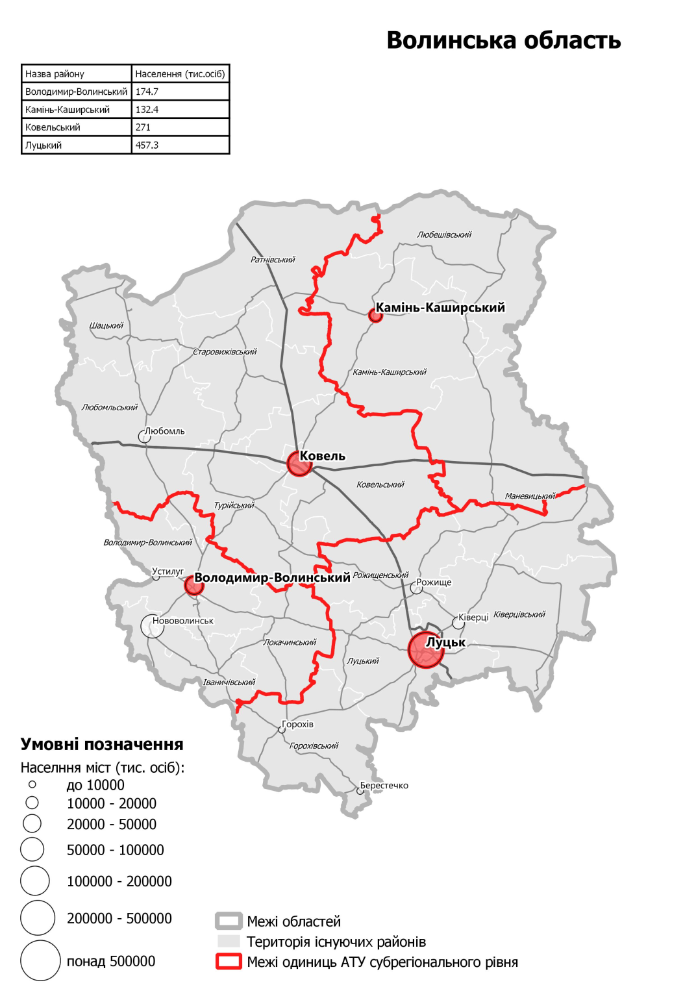 Волинська область
Назва району Населення (тис.осіб)
Володимир-Волинський 174.7
Камінь-Каширський 132.4
Ковельський 271
Луцький 457.3
Любешівський
Ратнівський
Камінь-Каширський
Шацький
Старовижівський
Камінь-Каширський
Любомльський
Любомль
Ковель
Ковельський
Маневицький
Турійський
Володимир-Волинський
Устилуг
Володимир-Волинський
Рожищенський
Рожище
Ківерці
Ківерцівський
Нововолинськ
Локачинський
Луцьк
Луцький
Іваничівський
Горохів
Горохівський
Берестечко
Умовні позначення
Населння міст (тис. осіб):
до 10000
10000 - 20000
20000 - 50000
50000 - 100000
100000 - 200000
200000 - 500000
понад 500000
Межі областей
Територія існуючих районів
Межі одиниць АТУ субрегіонального рівня